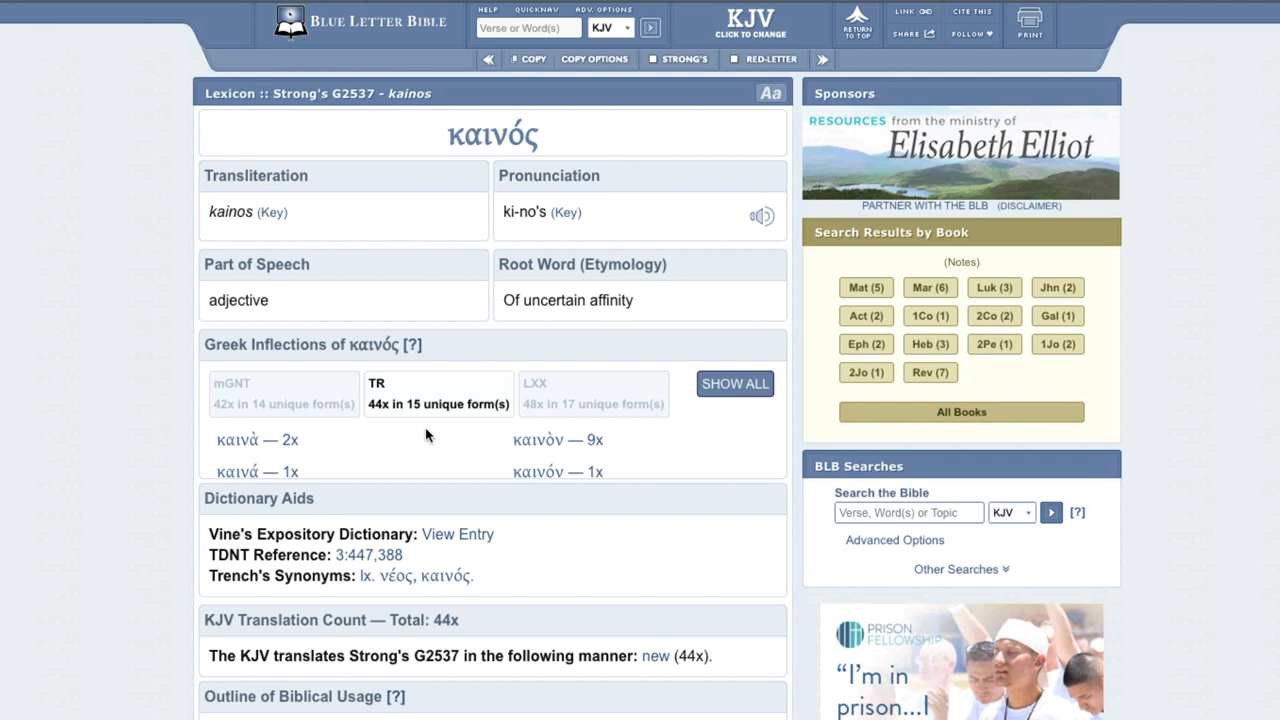 BLUE LETTER BIBLE
HELP QUICKNAV ADV. OPTIONS
Verse or Word(s) KJV
KJV
CLICK TO CHANGE
RETURN
TO TOP
LINK CITE THIS
SHARE FOLLOW
PRINT
COPY COPY OPTIONS STRONG'S RED-LETTER
Lexicon :: Strong's G2537 - kainos Aa
καινός
Transliteration
kainos (Key)
Pronunciation
ki-no's (Key)
Part of Speech
adjective
Root Word (Etymology)
Of uncertain affinity
Greek Inflections of καινός [?]
mGNT
42x in 14 unique form(s)
TR
44x in 15 unique form(s)
LXX
48x in 17 unique form(s)
SHOW ALL
καινὰ — 2x καινὸν — 9x
καινά — 1x καινόν — 1x
Dictionary Aids
Vine's Expository Dictionary: View Entry
TDNT Reference: 3:447,388
Trench's Synonyms: lx. νέος, καινός.
KJV Translation Count — Total: 44x
The KJV translates Strong's G2537 in the following manner: new (44x).
Outline of Biblical Usage [?]
Sponsors
RESOURCES from the ministry of
Elisabeth Elliot
PARTNER WITH THE BLB (DISCLAIMER)
Search Results by Book
(Notes)
Mat (5) Mar (6) Luk (3) Jhn (2)
Act (2) 1Co (1) 2Co (2) Gal (1)
Eph (2) Heb (3) 2Pe (1) 1Jo (2)
2Jo (1) Rev (7)
All Books
BLB Searches
Search the Bible
Verse, Word(s) or Topic KJV [?]
Advanced Options
Other Searches
PRISON
FELLOWSHIP
“I’m in
prison...I